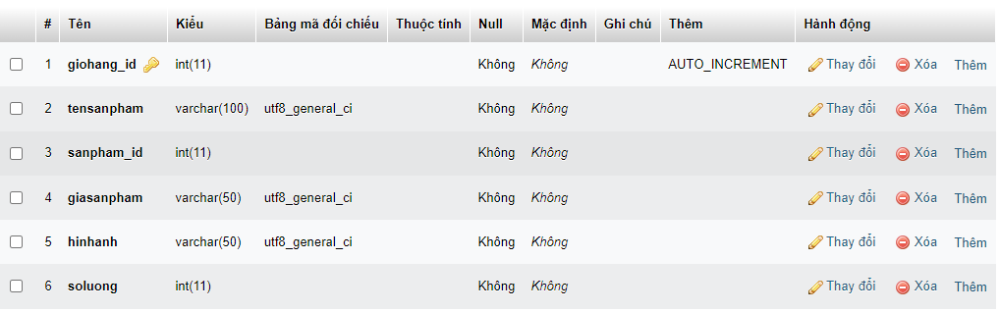 # Tên Kiểu Bảng mã đối chiếu Thuộc tính Null Mặc định Ghi chú Thêm Hành động
1 giohang_id int(11) Không Không AUTO_INCREMENT Thay đổi Xóa Thêm
2 tensanpham varchar(100) utf8_general_ci Không Không Thay đổi Xóa Thêm
3 sanpham_id int(11) Không Không Thay đổi Xóa Thêm
4 giasanpham varchar(50) utf8_general_ci Không Không Thay đổi Xóa Thêm
5 hinhanh varchar(50) utf8_general_ci Không Không Thay đổi Xóa Thêm
6 soluong int(11) Không Không Thay đổi Xóa Thêm